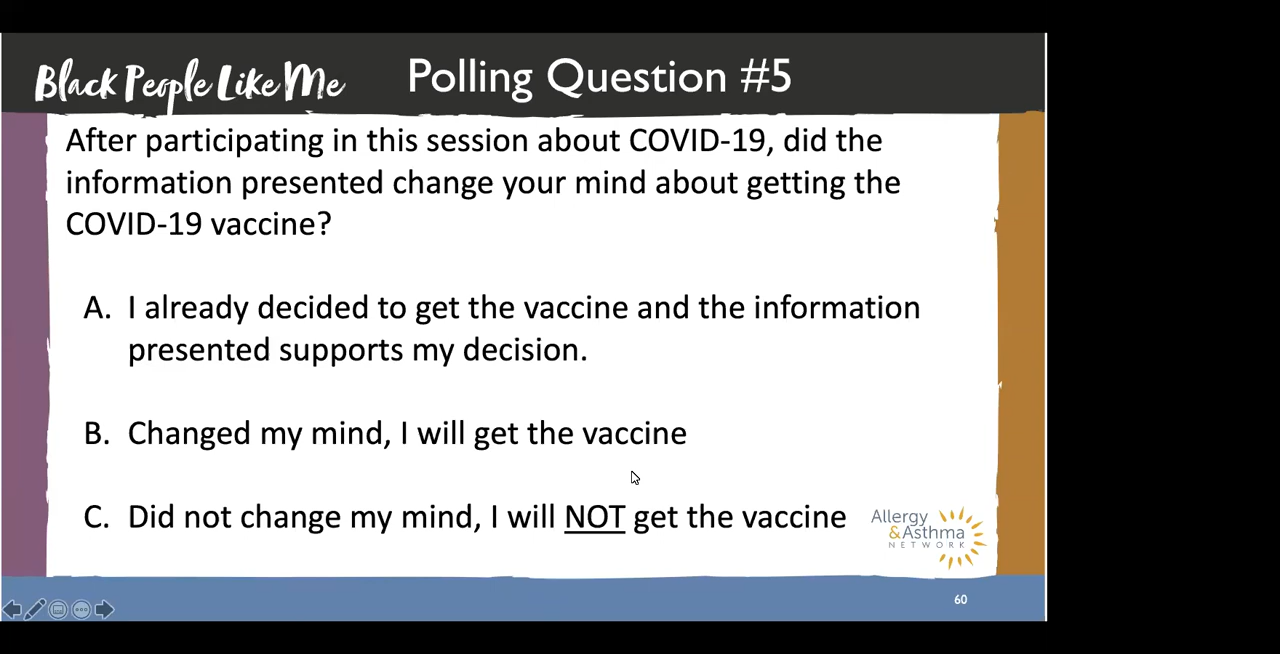 Black People Like Me
Polling Question #5
After participating in this session about COVID-19, did the
information presented change your mind about getting the
COVID-19 vaccine?
A. I already decided to get the vaccine and the information
presented supports my decision.
B. Changed my mind, I will get the vaccine
C. Did not change my mind, I will NOT get the vaccine
Allergy
&Asthma
NETWORK
60